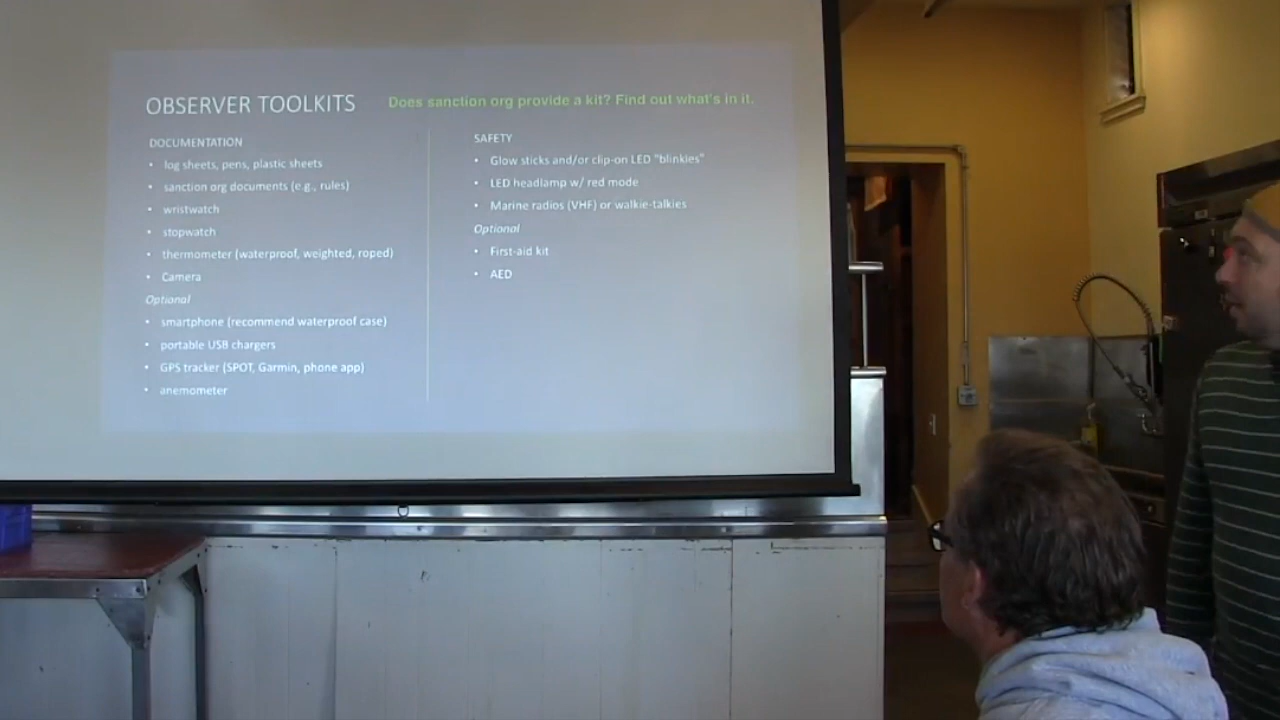 OBSERVER TOOLKITS
Does sanction org provide a kit? Find out what's in it.
DOCUMENTATION
• log sheets, pens, plastic sheets
• sanction org documents (e.g., rules)
• wristwatch
• stopwatch
• thermometer (waterproof, weighted, roped)
• Camera
Optional
• smartphone (recommend waterproof case)
• portable USB chargers
• GPS tracker (SPOT, Garmin, phone app)
• anemometer
SAFETY
• Glow sticks and/or clip-on LED "blinkies"
• LED headlamp w/ red mode
• Marine radios (VHF) or walkie-talkies
Optional
• First-aid kit
• AED